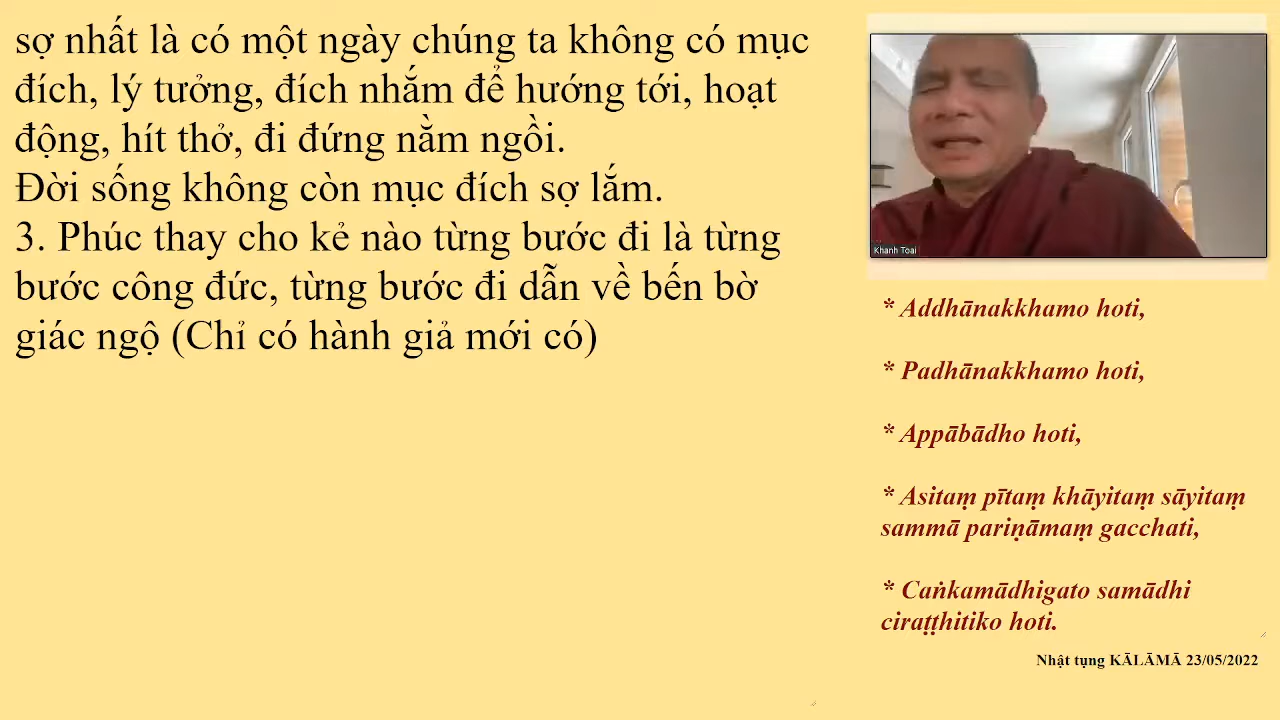 sợ nhất là có một ngày chúng ta không có mục
đích, lý tưởng, đích nhắm để hướng tới, hoạt
động, hít thở, đi đứng nằm ngồi.
Đời sống không còn mục đích sợ lắm.
3. Phúc thay cho kẻ nào từng bước đi là từng
bước công đức, từng bước đi dẫn về bến bờ
giác ngộ (Chỉ có hành giả mới có)
Khanh Toai
* Addhānakkhamo hoti,
* Padhānakkhamo hoti,
* Appābādho hoti,
* Asitaṃ pītaṃ khāyitaṃ sāyitaṃ
sammā pariṇāmaṃ gacchati,
* Caṅkamādhigato samādhi
ciraṭṭhitiko hoti.
Nhật tụng KĀLĀMĀ 23/05/2022